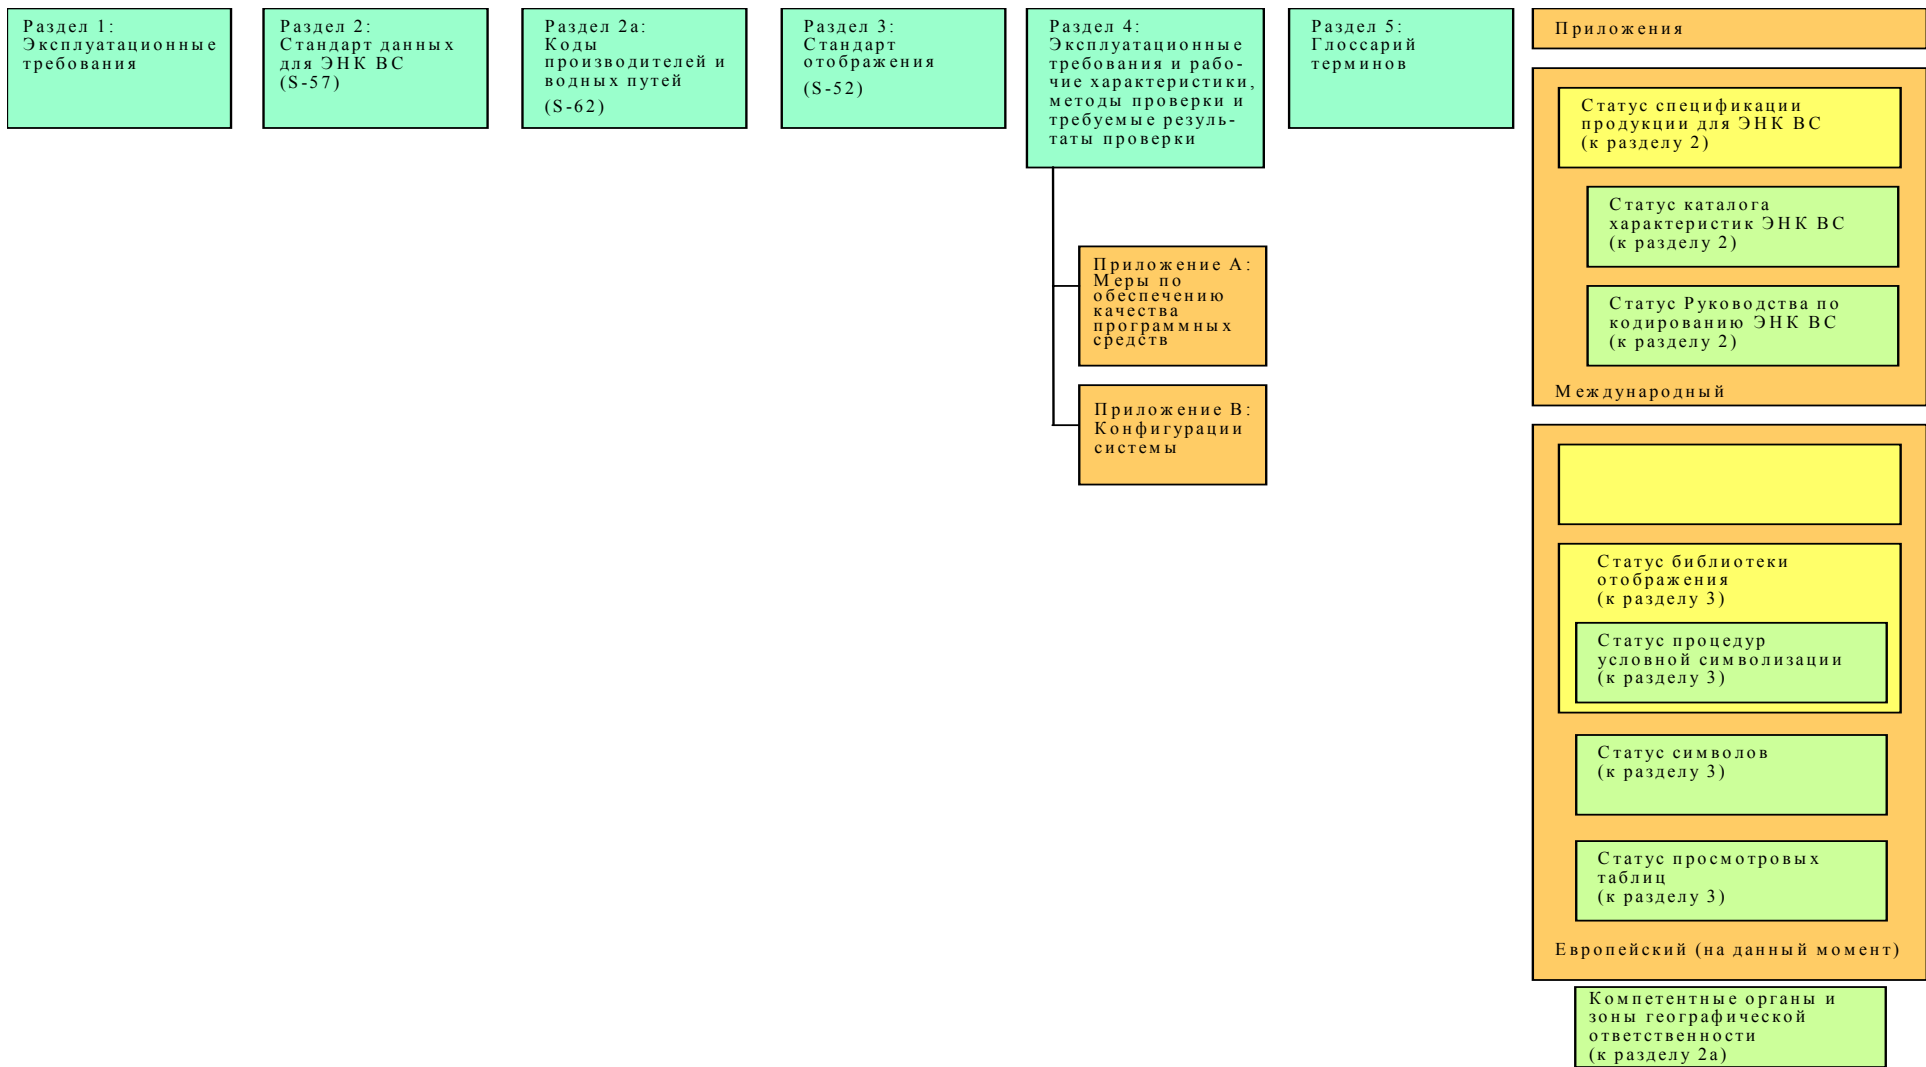 Раздел 1:
Эксплуатационные
требования
Раздел 2:
Стандарт данных
для ЭНК ВС
(S-57)
Раздел 2а:
Коды
производителей и
водных путей
(S-62)
Раздел 3:
Стандарт
отображения
(S-52)
Раздел 4:
Эксплуатационные
требования и рабо-
чие характеристики,
методы проверки и
требуемые резуль-
таты проверки
Раздел 5:
Глоссарий
терминов
Приложение А:
Меры по
обеспечению
качества
программных
средств
Приложение В:
Конфигурации
системы
Приложения
Статус спецификации
продукции для ЭНК ВС
(к разделу 2)
Статус каталога
характеристик ЭНК ВС
(к разделу 2)
Статус Руководства по
кодированию ЭНК ВС
(к разделу 2)
Международный
Статус библиотеки
отображения
(к разделу 3)
Статус процедур
условной символизации
(к разделу 3)
Статус символов
(к разделу 3)
Статус просмотровых
таблиц
(к разделу 3)
Европейский (на данный момент)
Компетентные органы и
зоны географической
ответственности
(к разделу 2а)